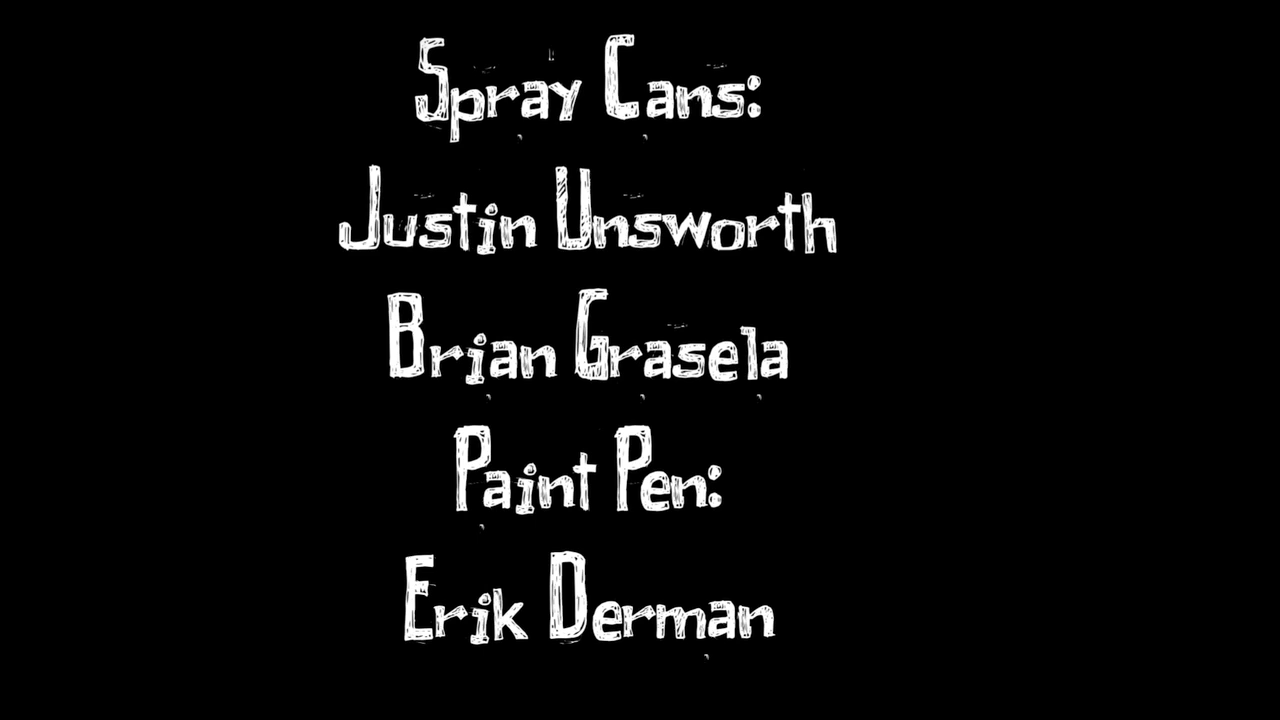 Spray Cans:
Justin Unsworth
Brian Grasela
Paint Pen:
Erik Derman